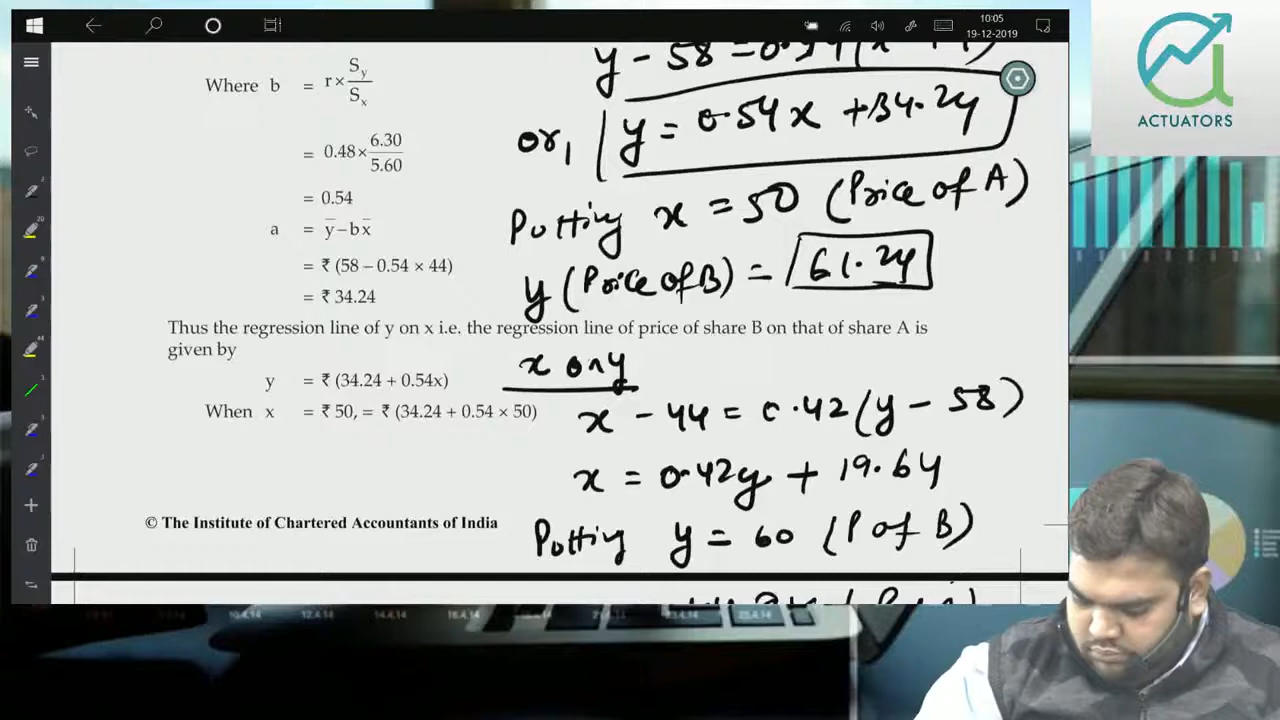 10:05
19-12-2019
ACTUATORS
Where b = r × Sy/Sx
= 0.48 × 6.30/5.60
= 0.54
a = y̅ – bx̅
= ₹ (58 – 0.54 × 44)
= ₹ 34.24
Thus the regression line of y on x i.e. the regression line of price of share B on that of share A is
given by
y = ₹ (34.24 + 0.54x)
When x = ₹ 50, = ₹ (34.24 + 0.54 × 50)
© The Institute of Chartered Accountants of India
y - 58 = 0.54(x
or, y = 0.54x + 34.24
Putting x = 50 (Price of A)
y (Price of B) = 61.24
x on y
x - 44 = 0.42 (y - 58)
x = 0.42y + 19.64
Putting y = 60 (P of B)